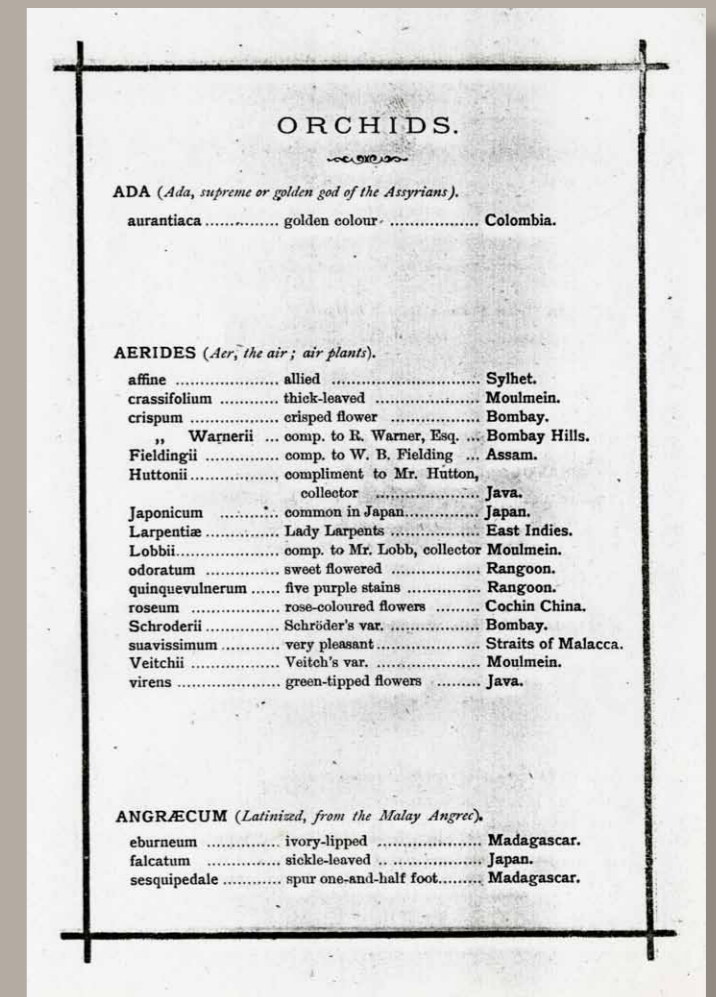 ORCHIDS.
ADA (Ada, supreme or golden god of the Assyrians).
aurantiaca ............... golden colour .................. Colombia.
AERIDES (Aer, the air ; air plants).
affine ..................... allied .............................. Sylhet.
crassifolium ............ thick-leaved ..................... Moulmein.
crispum .................. crisped flower .................. Bombay.
„ Warnerii ... comp. to R. Warner, Esq. ... Bombay Hills.
Fieldingii ............... comp. to W. B. Fielding ... Assam.
Huttonii .................. compliment to Mr. Hutton,
collector ..................... Java.
Japonicum ............ common in Japan............... Japan.
Larpentiæ ............... Lady Larpents .................. East Indies.
Lobbii..................... comp. to Mr. Lobb, collector Moulmein.
odoratum ............... sweet flowered .................. Rangoon.
quinquevulnerum ...... five purple stains ............... Rangoon.
roseum .................. rose-coloured flowers ......... Cochin China.
Schroderii ............... Schröder's var. .................. Bombay.
suavissimum ............ very pleasant..................... Straits of Malacca.
Veitchii .................. Veitch's var. ..................... Moulmein.
virens ..................... green-tipped flowers ......... Java.
ANGRÆCUM (Latinized, from the Malay Angrec).
eburneum ............... ivory-lipped ..................... Madagascar.
falcatum ............... sickle-leaved .................. Japan.
sesquipedale ............ spur one-and-half foot......... Madagascar.